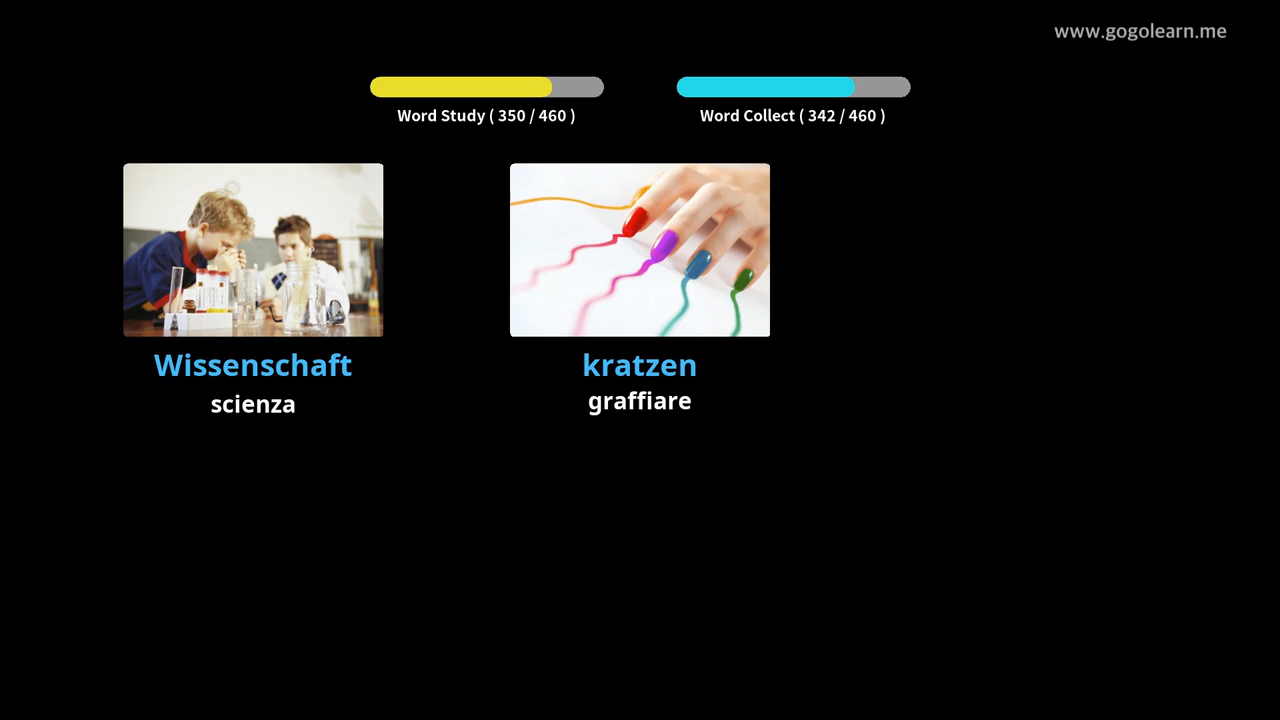 www.gogolearn.me
Word Study ( 350 / 460 )
Word Collect ( 342 / 460 )
Wissenschaft
scienza
kratzen
graffiare